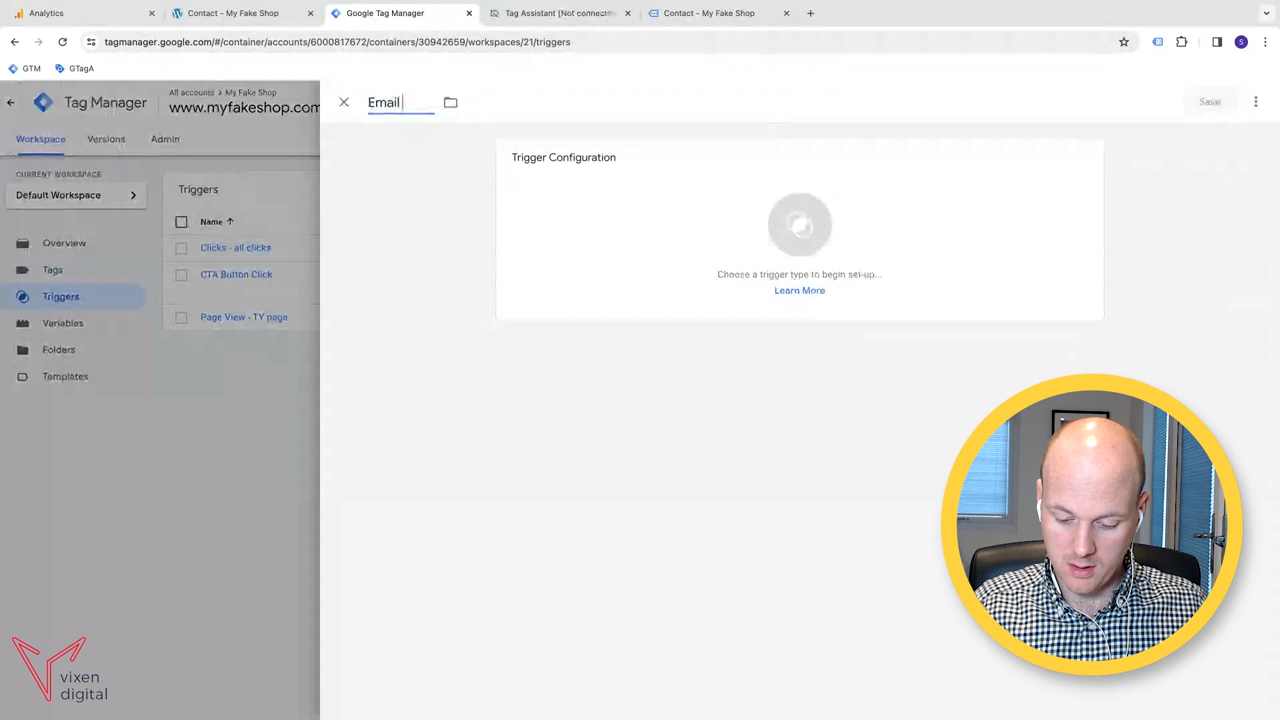 Analytics
Contact - My Fake Shop
Google Tag Manager
Tag Assistant [Not connecte
Contact - My Fake Shop
tagmanager.google.com/#/container/accounts/6000817672/containers/30942659/workspaces/21/triggers
S
GTM
GTagA
Tag Manager
All accounts > My Fake Shop
www.myfakeshop.com
Email
Save
Workspace
Versions
Admin
Trigger Configuration
CURRENT WORKSPACE
Default Workspace
Triggers
Name
Overview
Clicks - all clicks
Tags
CTA Button Click
Choose a trigger type to begin set-up...
Learn More
Triggers
Page View - TY page
Variables
Folders
Templates
vixen
digital